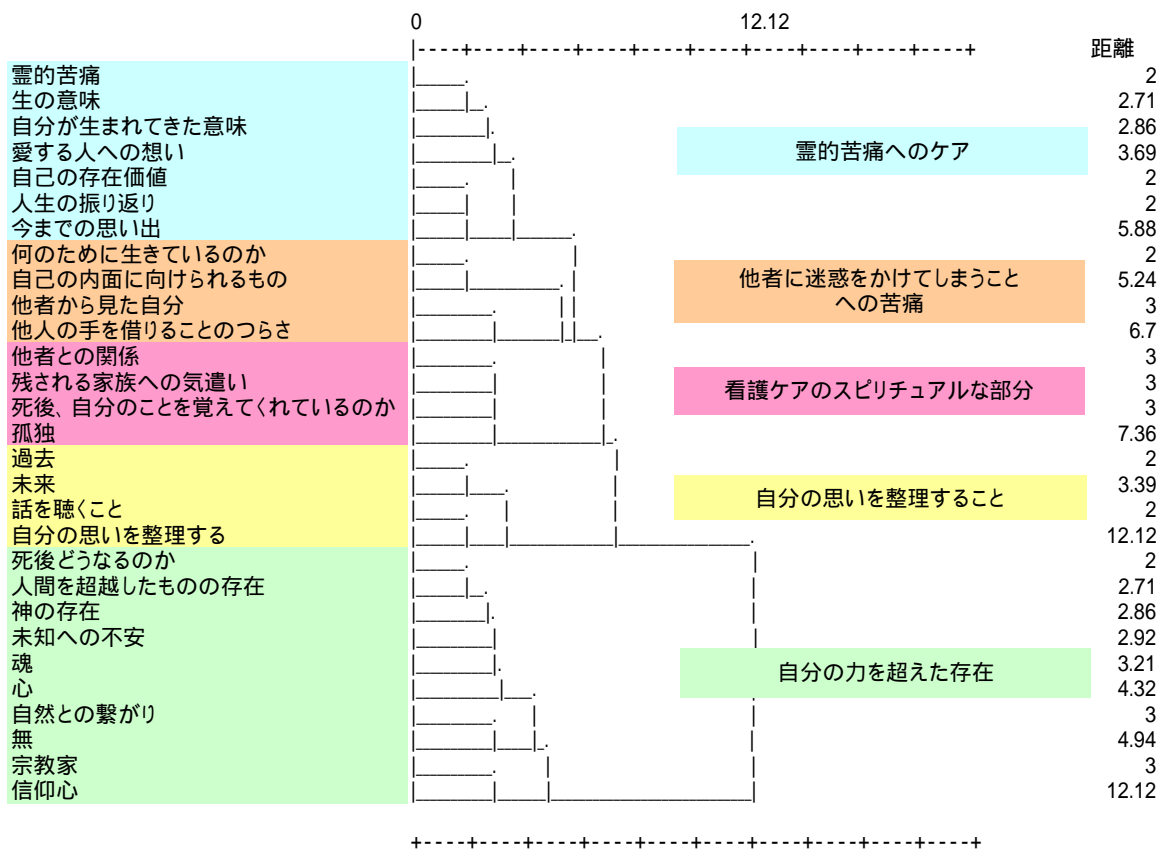 0 12.12
|----+----+----+----+----+----+----+----+----+----+ 距離
霊的苦痛 2
生の意味 2.71
自分が生まれてきた意味 2.86
愛する人への想い 霊的苦痛へのケア 3.69
自己の存在価値 2
人生の振り返り 2
今までの思い出 5.88
何のために生きているのか 2
自己の内面に向けられるもの 他者に迷惑をかけてしまうこと 5.24
他者から見た自分 への苦痛 3
他人の手を借りることのつらさ 6.7
他者との関係 3
残される家族への気遣い 看護ケアのスピリチュアルな部分 3
死後、自分のことを覚えてくれているのか 3
孤独 7.36
過去 2
未来 自分の思いを整理すること 3.39
話を聴くこと 2
自分の思いを整理する 12.12
死後どうなるのか 2
人間を超越したものの存在 2.71
神の存在 2.86
未知への不安 2.92
魂 自分の力を超えた存在 3.21
心 4.32
自然との繋がり 3
無 4.94
宗教家 3
信仰心 12.12
+----+----+----+----+----+----+----+----+----+----+